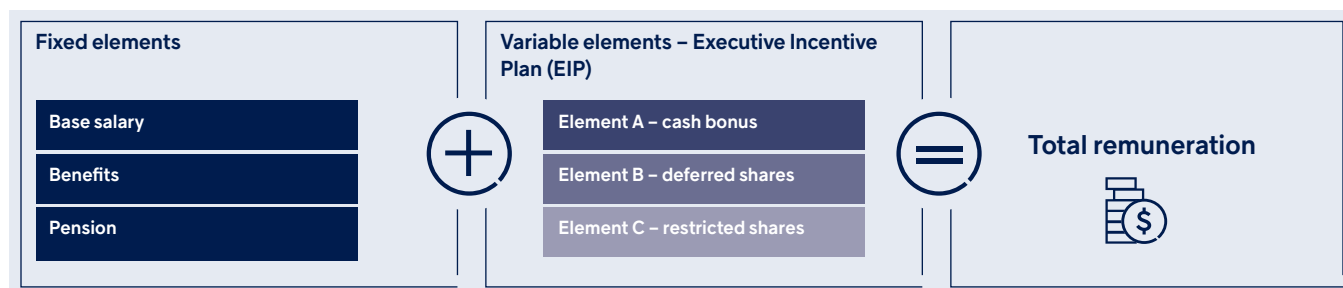 Fixed elements
Base salary
Benefits
Pension
Variable elements – Executive Incentive
Plan (EIP)
Element A – cash bonus
Element B – deferred shares
Element C – restricted shares
Total remuneration
$